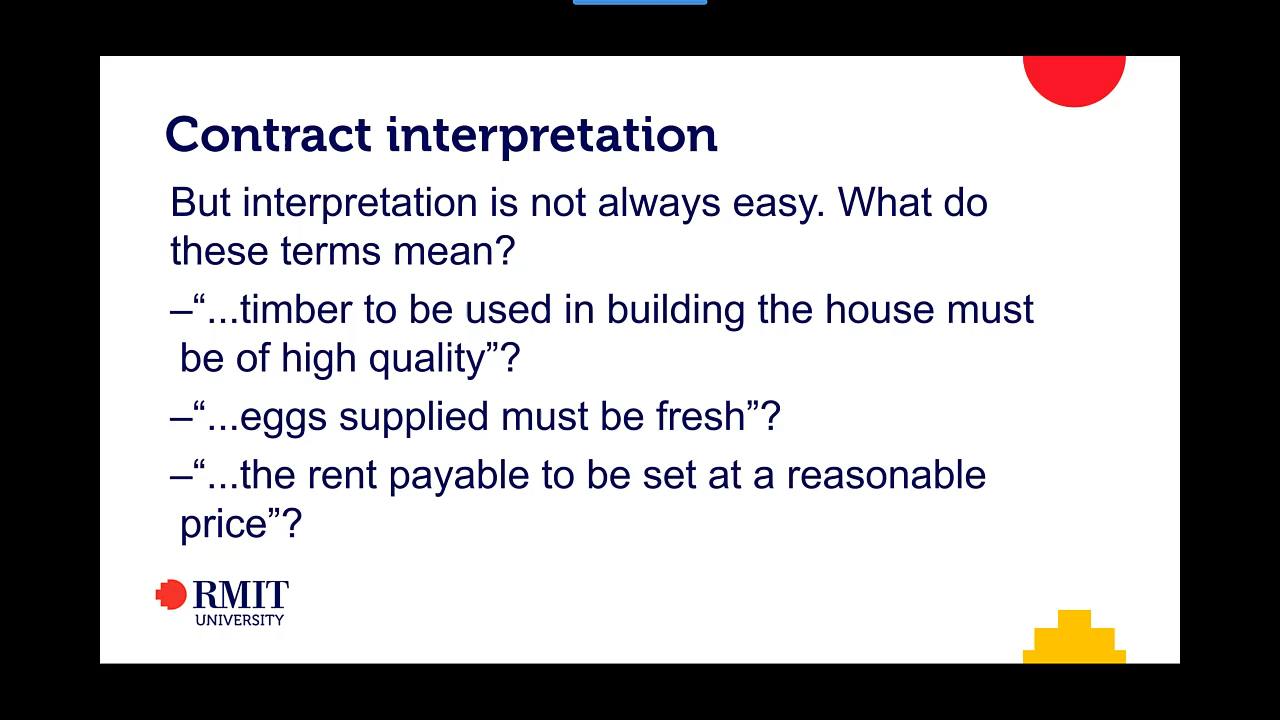 Contract interpretation
But interpretation is not always easy. What do
these terms mean?
–“...timber to be used in building the house must
be of high quality”?
–“...eggs supplied must be fresh”?
–“...the rent payable to be set at a reasonable
price”?
RMIT
UNIVERSITY